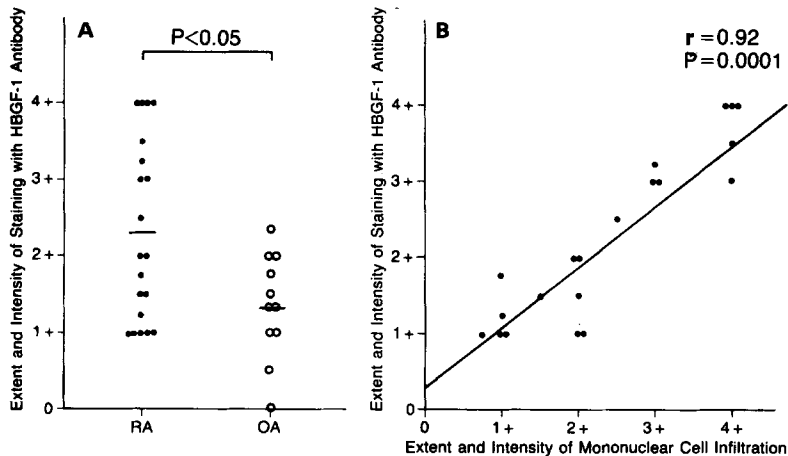 A
P<0.05
Extent and Intensity of Staining with HBGF-1 Antibody
4+
3+
2+
1+
0
RA
OA
B
r=0.92
P=0.0001
Extent and Intensity of Staining with HBGF-1 Antibody
4+
3+
2+
1+
0
0
1+
2+
3+
4+
Extent and Intensity of Mononuclear Cell Infiltration